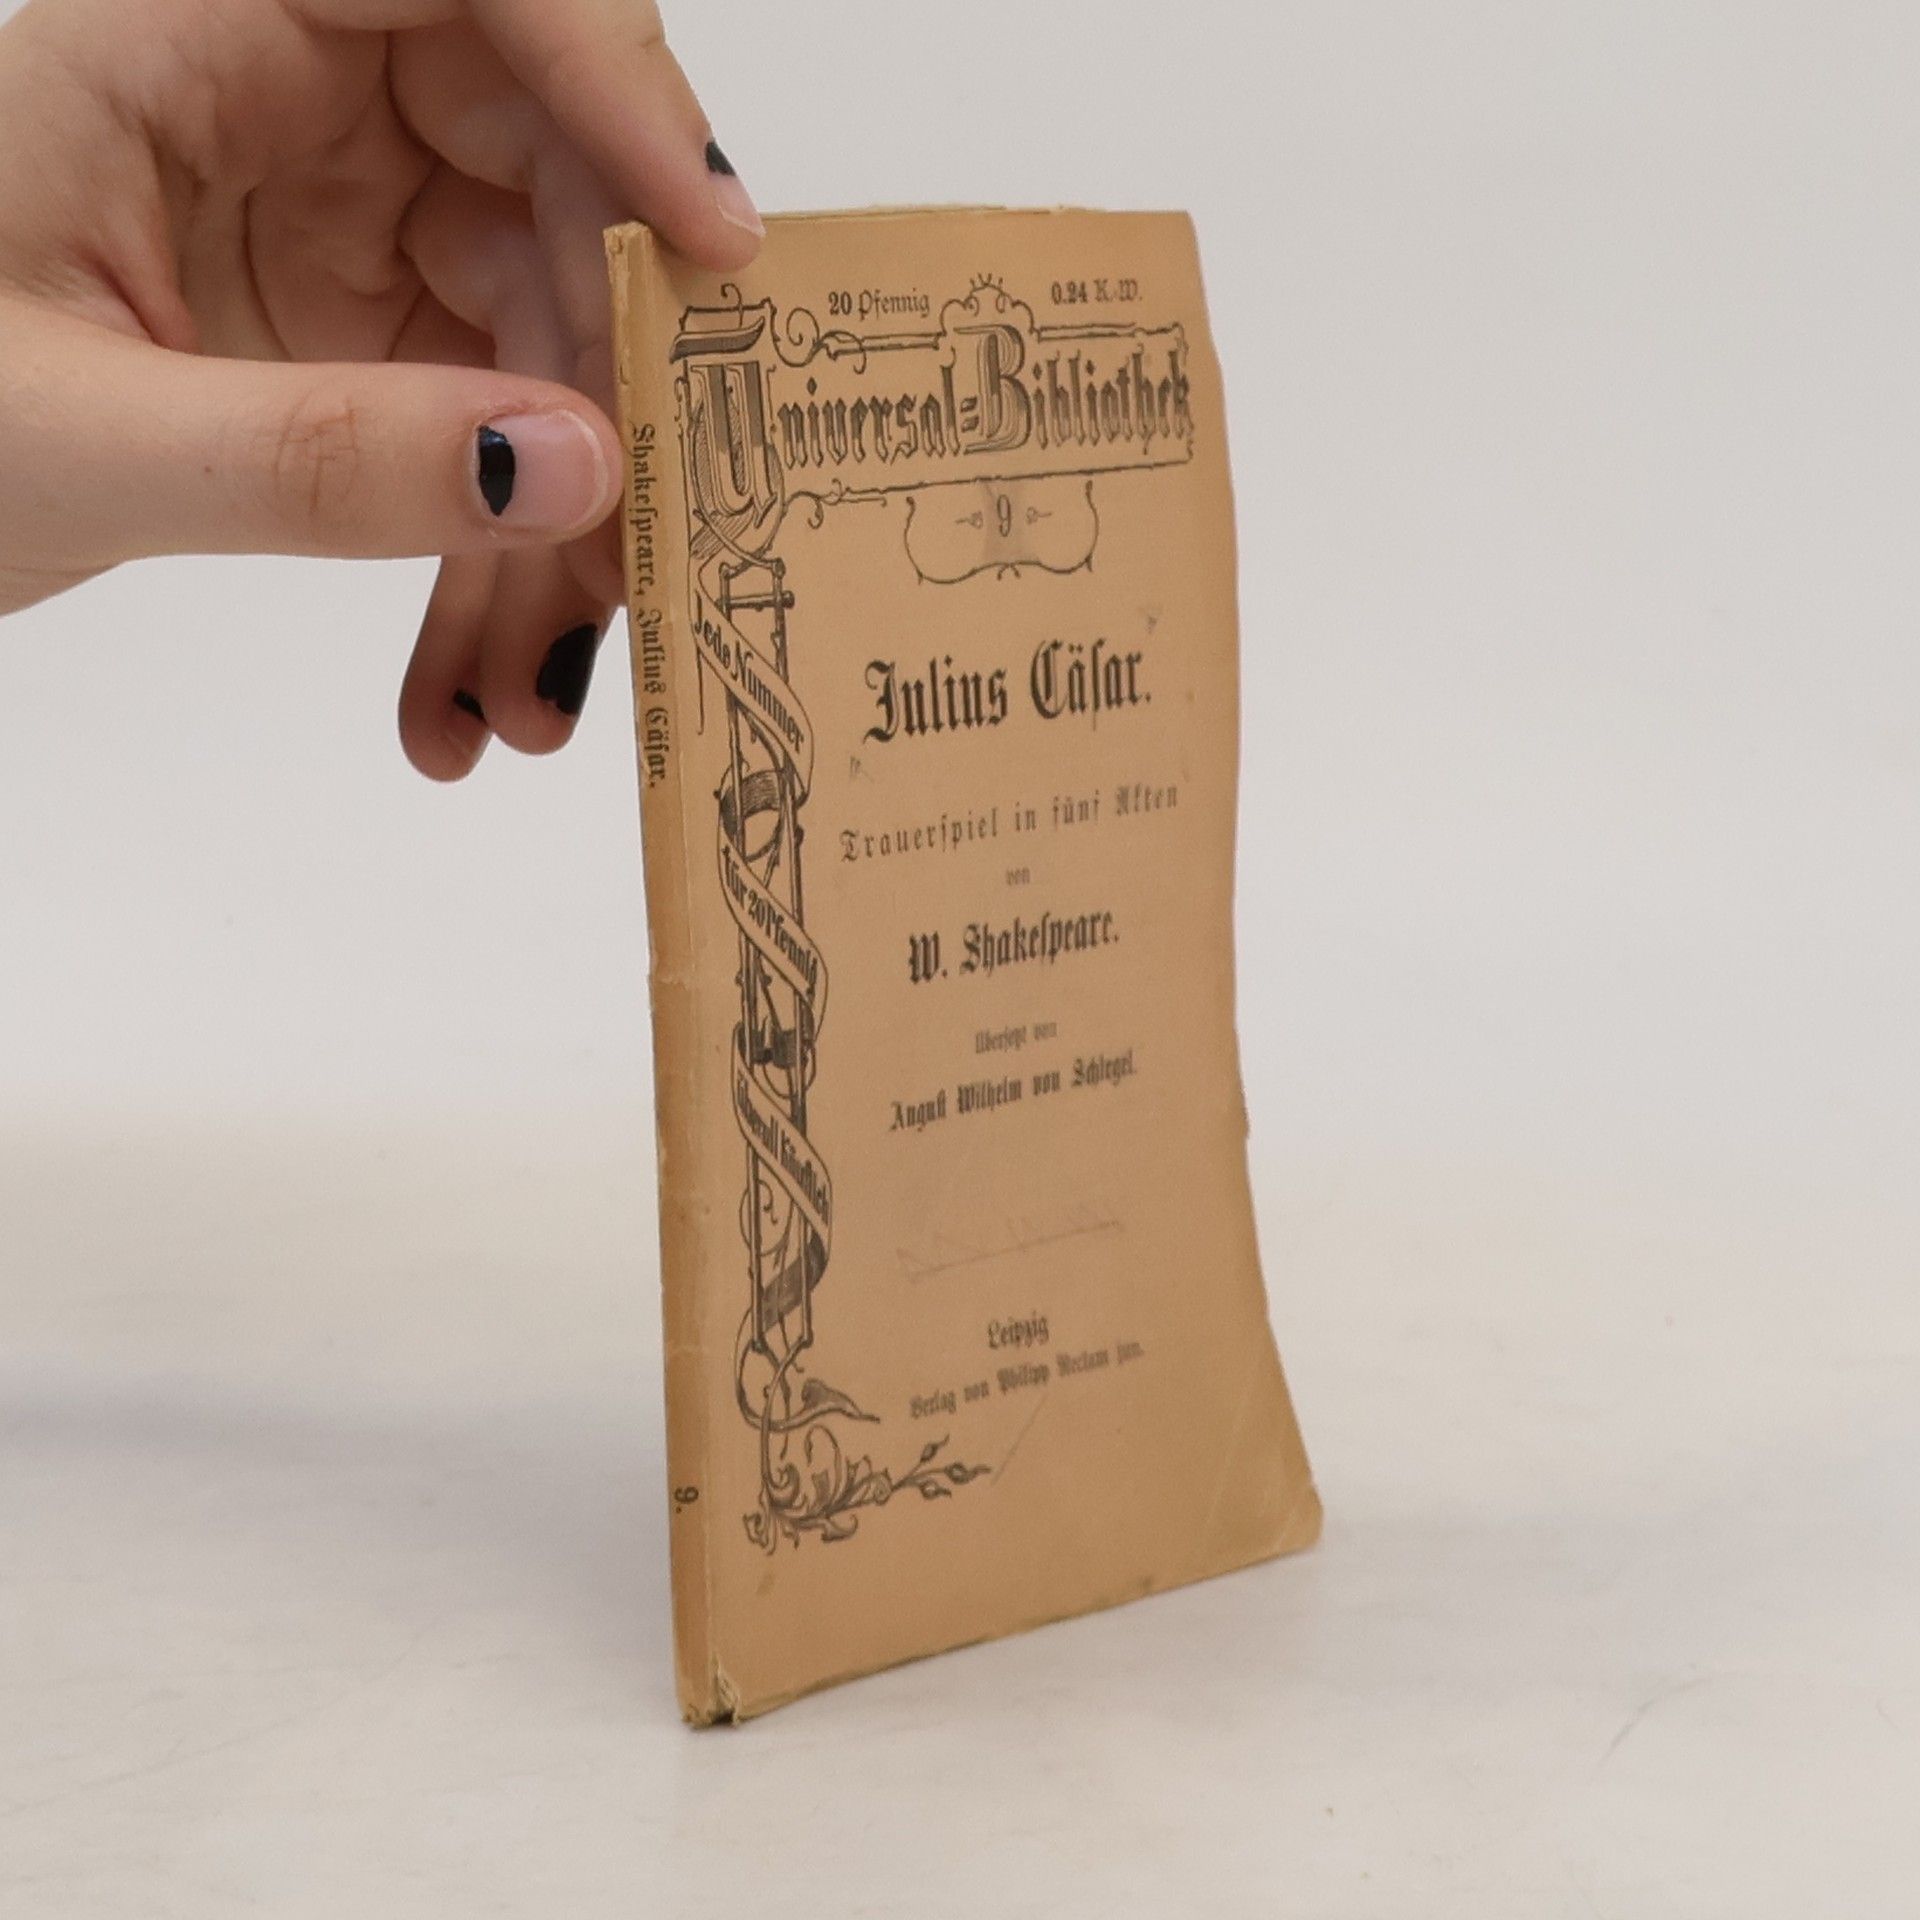 Shakeſpeare, Julius Cäſar.
9.
20 Pfennig 0.24 K.W.
Universal=Bibliothek
9
Jede Nummer
für 20 Pfennig
überall käuflich
Julius Cäſar.
Trauerſpiel in fünf Akten
von
W. Shakeſpeare.
Überſetzt von
Auguſt Wilhelm von Schlegel.
Leipzig
Verlag von Philipp Reclam jun.